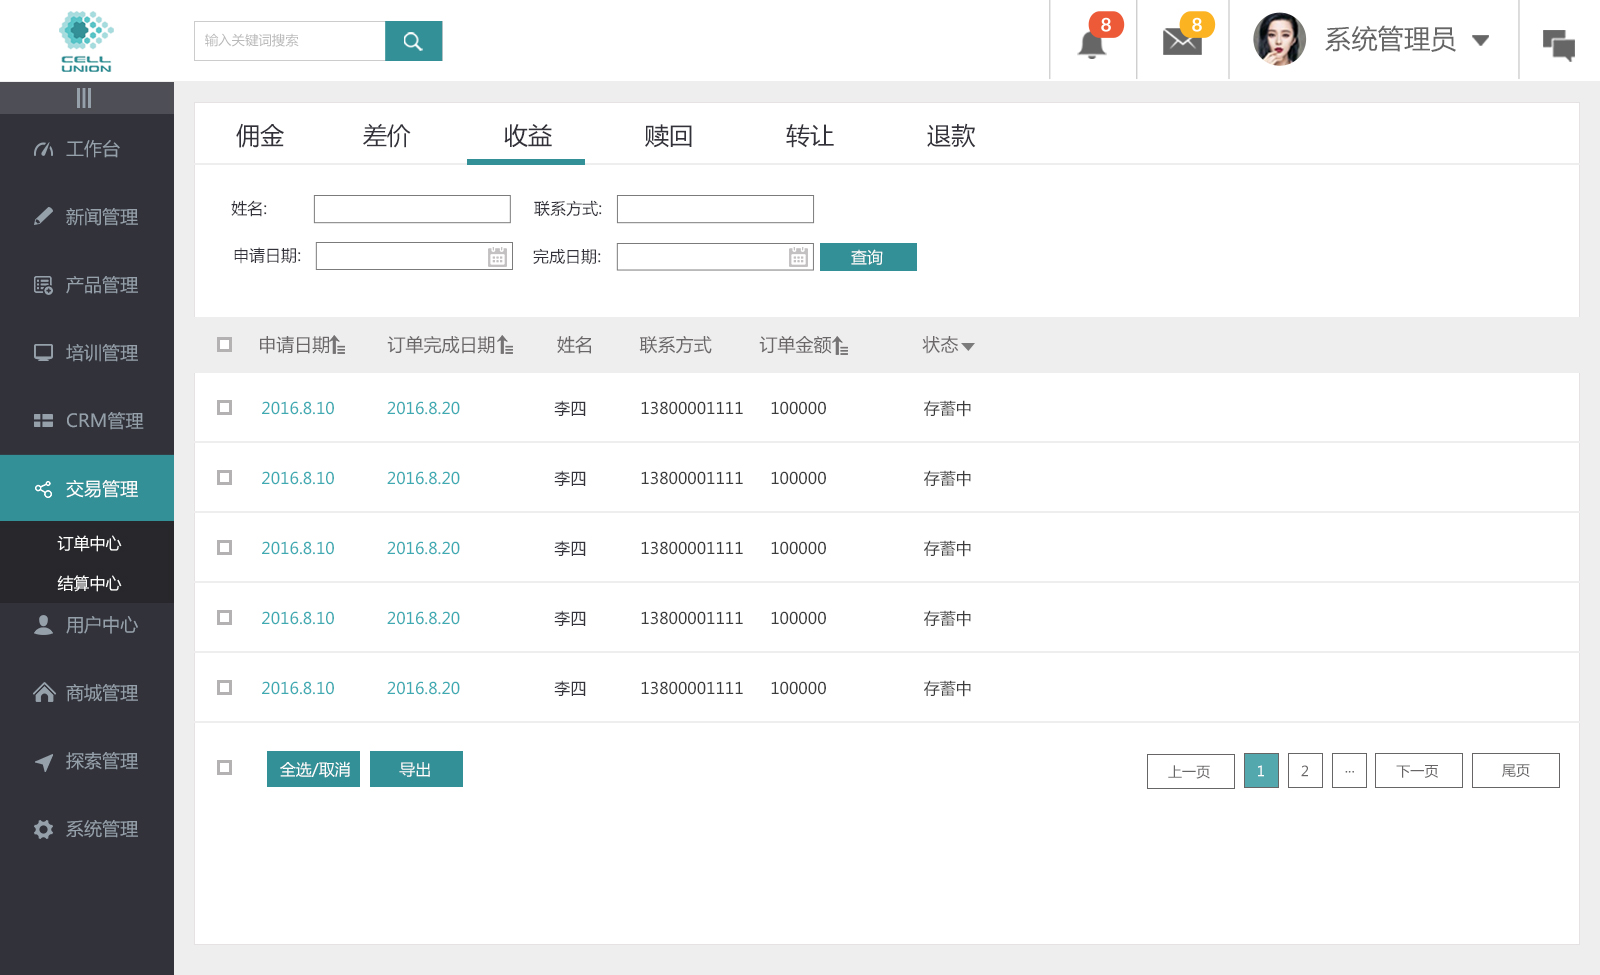 CELL
UNION
输入关键词搜索
8
8
系统管理员
工作台
新闻管理
产品管理
培训管理
CRM管理
交易管理
订单中心
结算中心
用户中心
商城管理
探索管理
系统管理
佣金 差价 收益 赎回 转让 退款
姓名: 联系方式:
申请日期: 完成日期: 查询
申请日期 订单完成日期 姓名 联系方式 订单金额 状态
2016.8.10 2016.8.20 李四 13800001111 100000 存蓄中
2016.8.10 2016.8.20 李四 13800001111 100000 存蓄中
2016.8.10 2016.8.20 李四 13800001111 100000 存蓄中
2016.8.10 2016.8.20 李四 13800001111 100000 存蓄中
2016.8.10 2016.8.20 李四 13800001111 100000 存蓄中
全选/取消 导出 上一页 1 2 ... 下一页 尾页